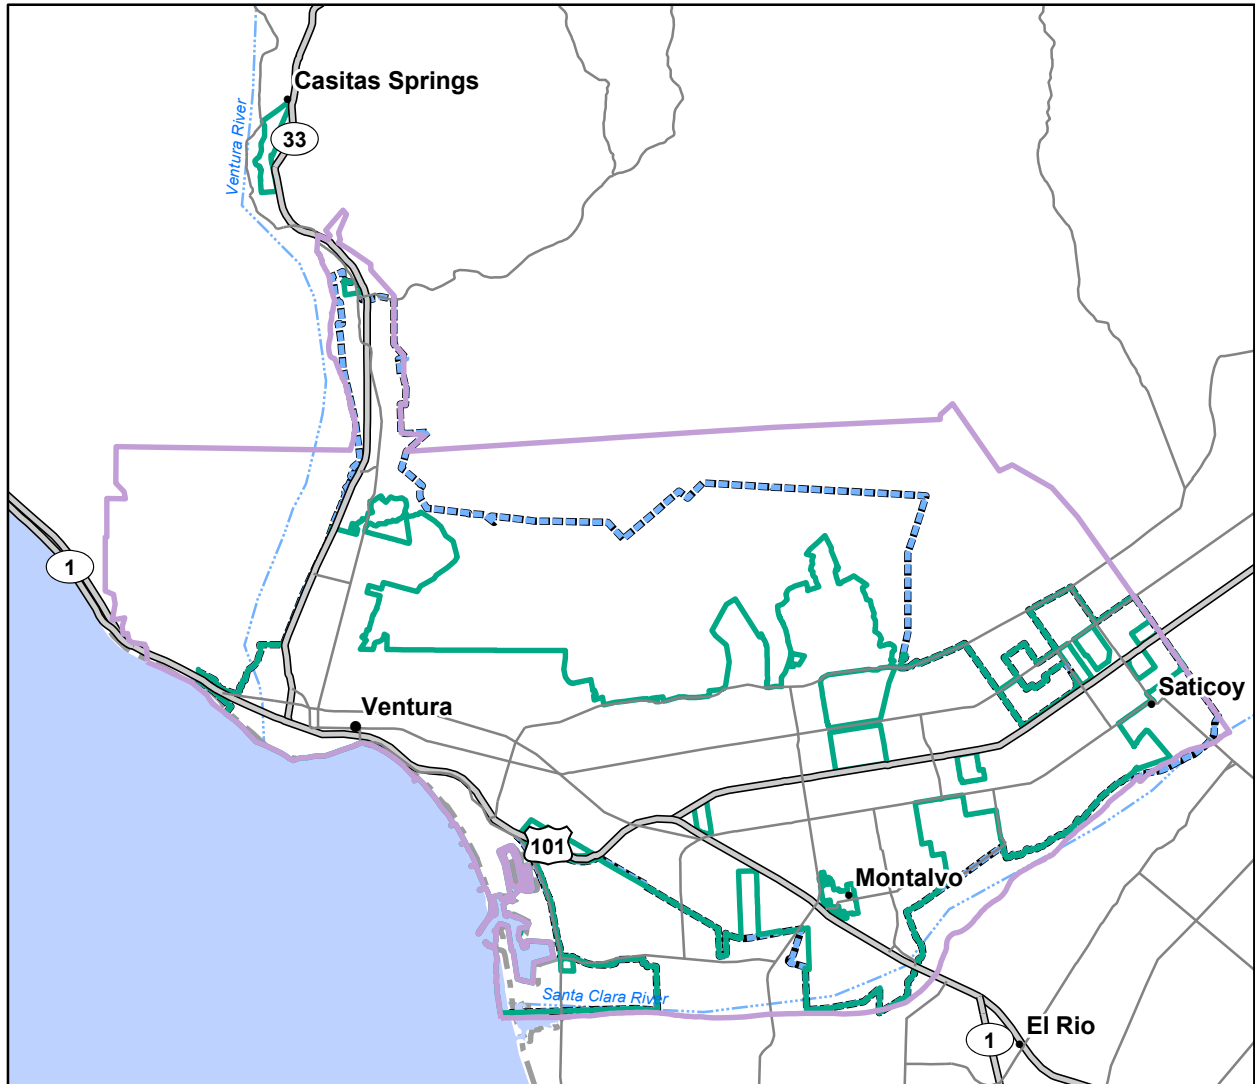 Casitas Springs
33
Ventura River
1
Saticoy
Ventura
101
Montalvo
Santa Clara River
El Rio
1